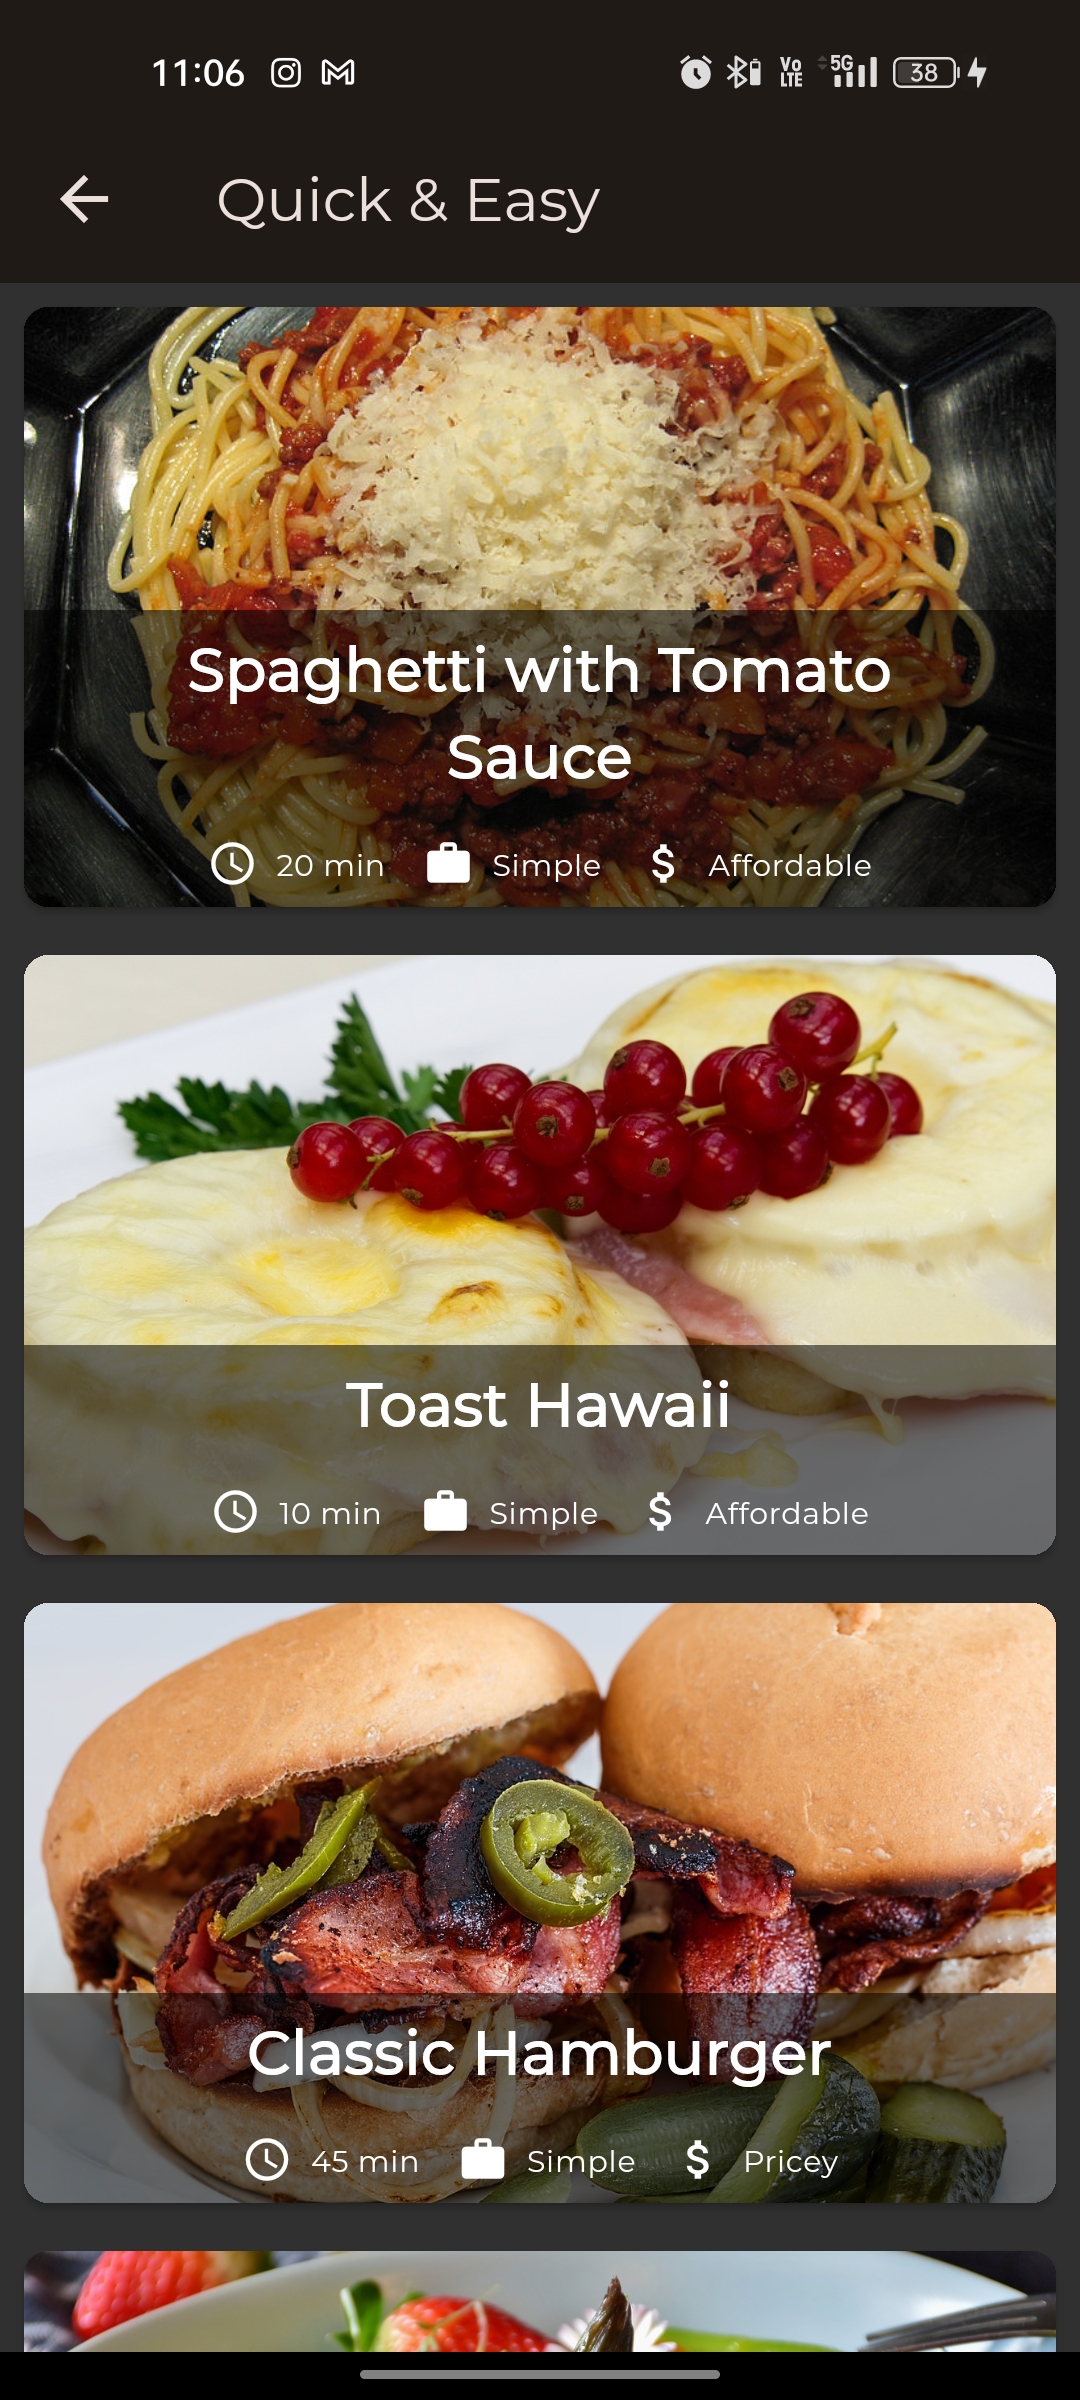 11:06
Vo
LTE
5G
38
Quick & Easy
Spaghetti with Tomato
Sauce
20 min Simple $ Affordable
Toast Hawaii
10 min Simple $ Affordable
Classic Hamburger
45 min Simple $ Pricey